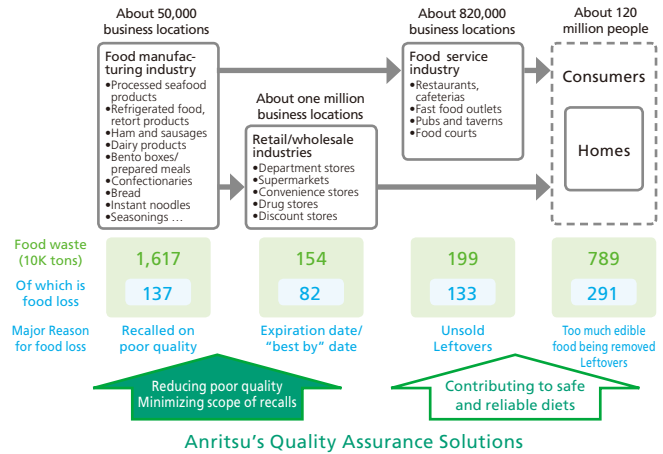 About 50,000
business locations
Food manufac-
turing industry
•Processed seafood
products
•Refrigerated food,
retort products
•Ham and sausages
•Dairy products
•Bento boxes/
prepared meals
•Confectionaries
•Bread
•Instant noodles
•Seasonings ...
About one million
business locations
Retail/wholesale
industries
•Department stores
•Supermarkets
•Convenience stores
•Drug stores
•Discount stores
About 820,000
business locations
Food service
industry
•Restaurants,
cafeterias
•Fast food outlets
•Pubs and taverns
•Food courts
About 120
million people
Consumers
Homes
Food waste
(10K tons)
1,617
154
199
789
Of which is
food loss
137
82
133
291
Major Reason
for food loss
Recalled on
poor quality
Expiration date/
“best by” date
Unsold
Leftovers
Too much edible
food being removed
Leftovers
Reducing poor quality
Minimizing scope of recalls
Contributing to safe
and reliable diets
Anritsu’s Quality Assurance Solutions